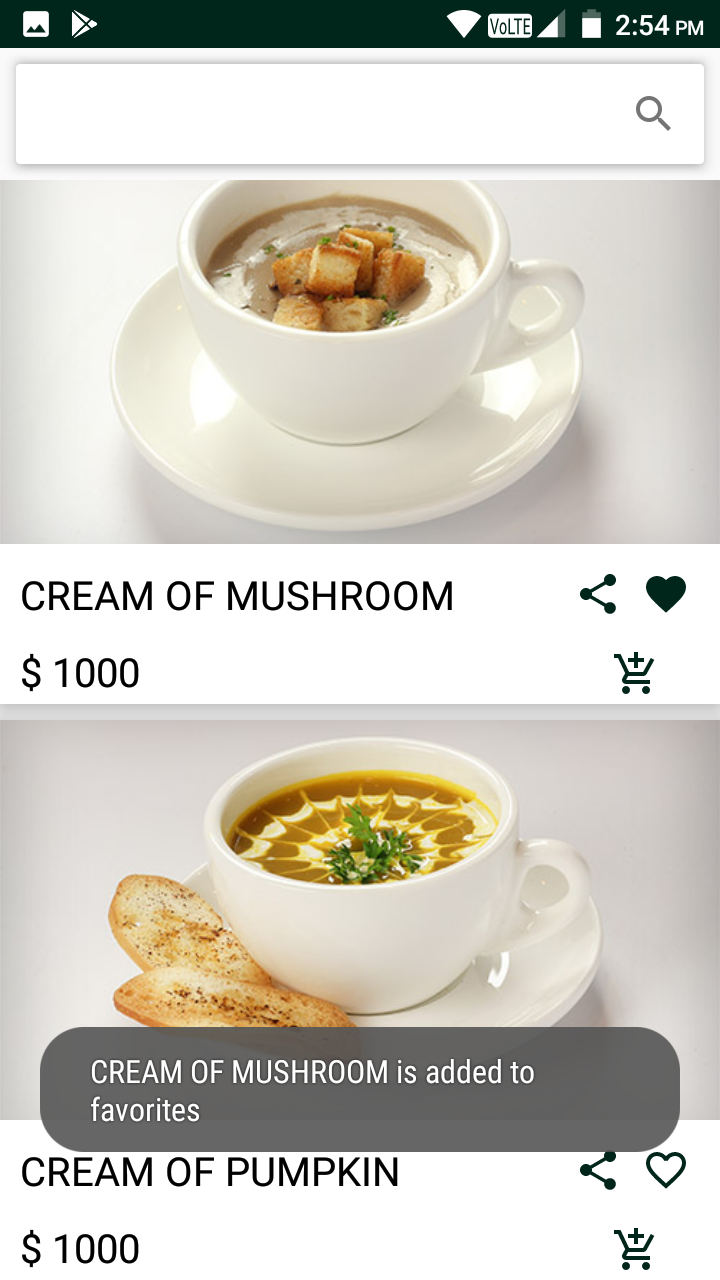 VoLTE 2:54 PM
CREAM OF MUSHROOM
$ 1000
CREAM OF MUSHROOM is added to
favorites
CREAM OF PUMPKIN
$ 1000